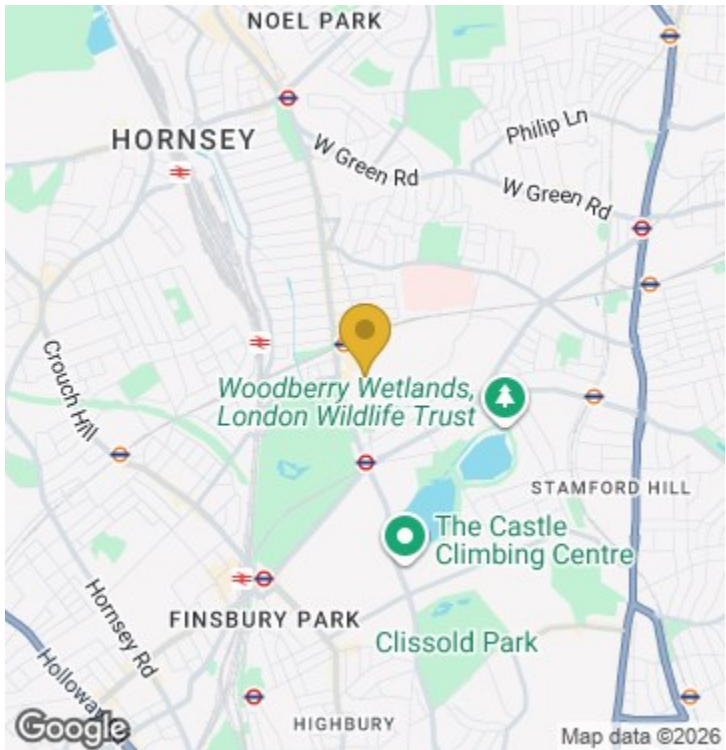 NOEL PARK
Philip Ln
HORNSEY
W Green Rd
W Green Rd
Crouch Hill
Woodberry Wetlands,
London Wildlife Trust
STAMFORD HILL
The Castle
Climbing Centre
Hornsey Rd
FINSBURY PARK
Clissold Park
HIGHBURY
Google
Map data ©2026